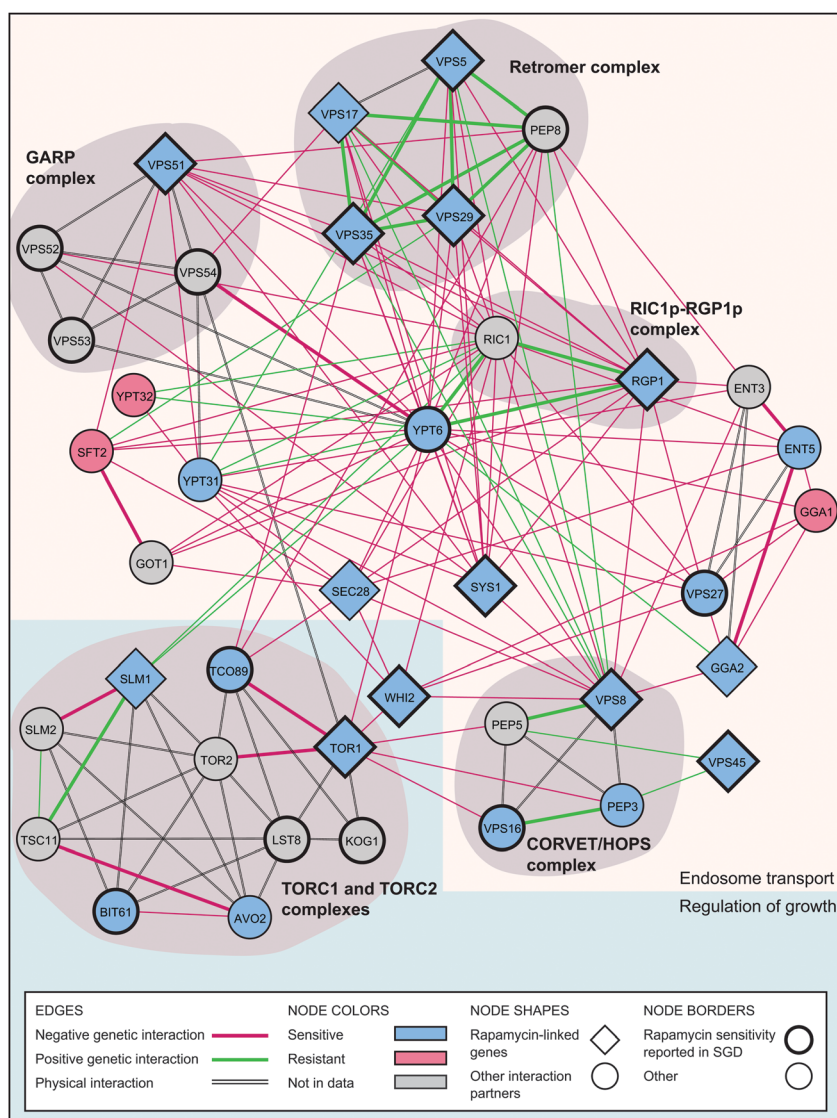 VPS5
Retromer complex
VPS17
PEP8
GARP
complex
VPS51
VPS29
VPS35
VPS52
VPS54
RIC1p-RGP1p
complex
VPS53
RIC1
RGP1
ENT3
YPT32
YPT6
SFT2
ENT5
YPT31
GGA1
GOT1
SEC28
SYS1
VPS27
TCO89
GGA2
SLM1
WHI2
VPS8
SLM2
PEP5
TOR1
TOR2
VPS45
PEP3
VPS16
TSC11
LST8
KOG1
CORVET/HOPS
complex
TORC1 and TORC2
complexes
Endosome transport
BIT61
AVO2
Regulation of growth
EDGES
Negative genetic interaction
Positive genetic interaction
Physical interaction
NODE COLORS
Sensitive
Resistant
Not in data
NODE SHAPES
Rapamycin-linked
genes
Other interaction
partners
NODE BORDERS
Rapamycin sensitivity
reported in SGD
Other